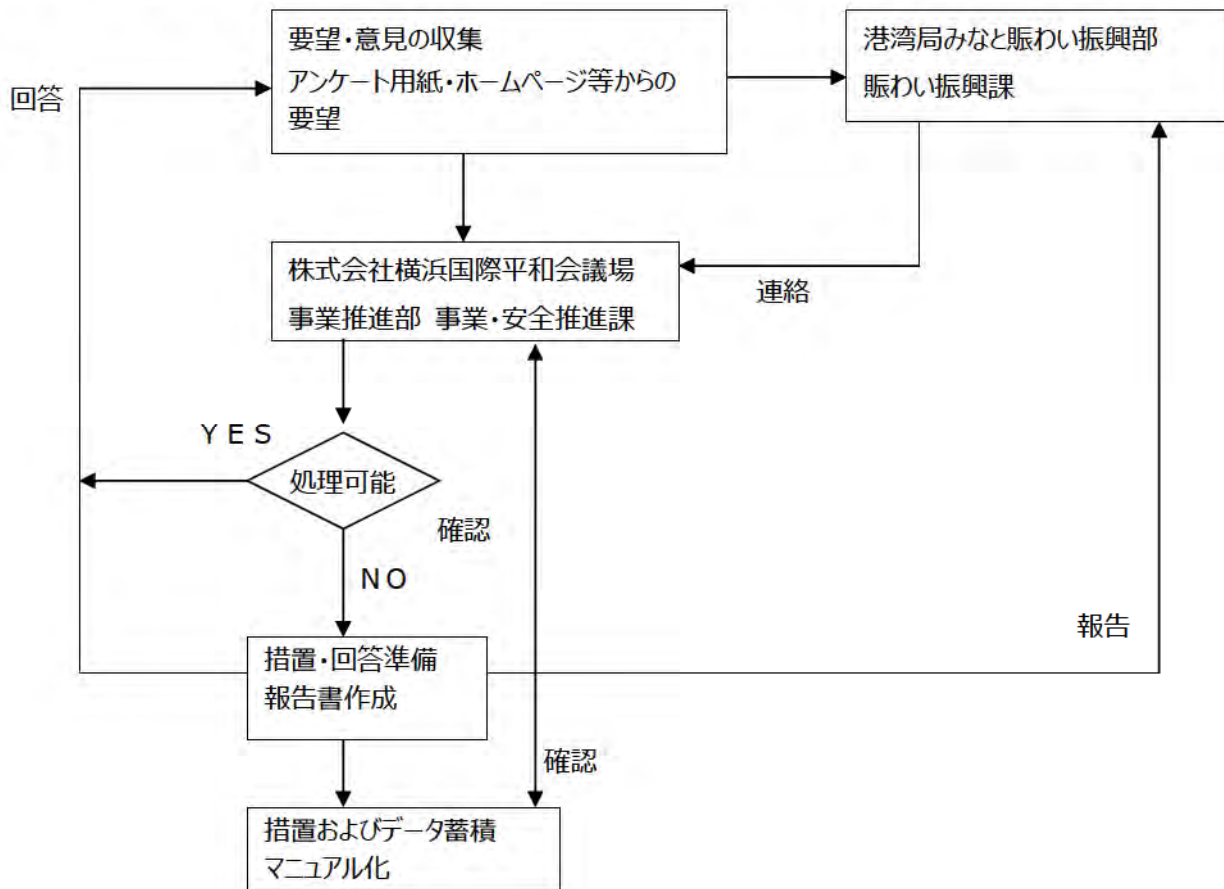 要望・意見の収集
アンケート用紙・ホームページ等からの
要望
港湾局みなと賑わい振興部
賑わい振興課
回答
株式会社横浜国際平和会議場
事業推進部 事業・安全推進課
連絡
YES
処理可能
確認
NO
措置・回答準備
報告書作成
報告
確認
措置およびデータ蓄積
マニュアル化